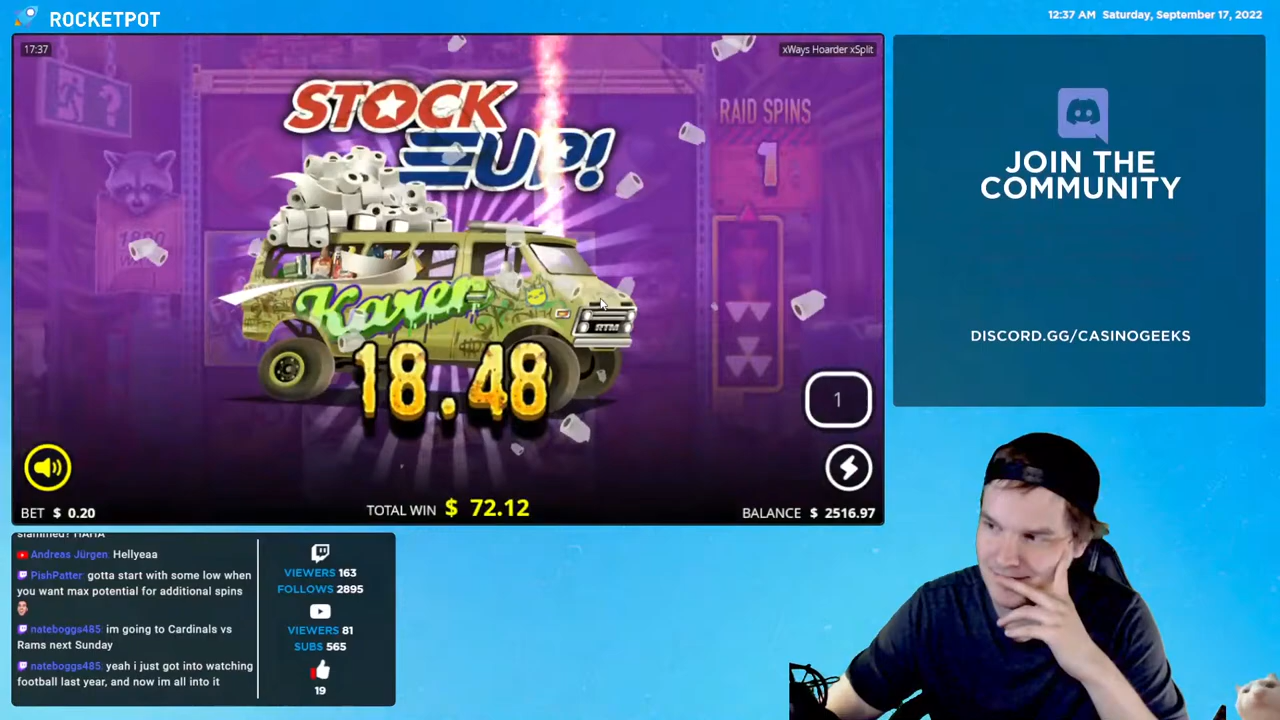 ROCKETPOT
12:37 AM Saturday, September 17, 2022
17:37
xWays Hoarder xSplit
STOCK
UP!
RAID SPINS
1
Karen
18.48
1
BET $ 0.20
TOTAL WIN $ 72.12
BALANCE $ 2516.97
JOIN THE
COMMUNITY
DISCORD.GG/CASINOGEEKS
slammed? HAHA
Andreas Jürgen: Hellyeaa
PishPatter: gotta start with some low when
you want max potential for additional spins
nateboggs485: im going to Cardinals vs
Rams next Sunday
nateboggs485: yeah i just got into watching
football last year, and now im all into it
VIEWERS 163
FOLLOWS 2895
VIEWERS 81
SUBS 565
19